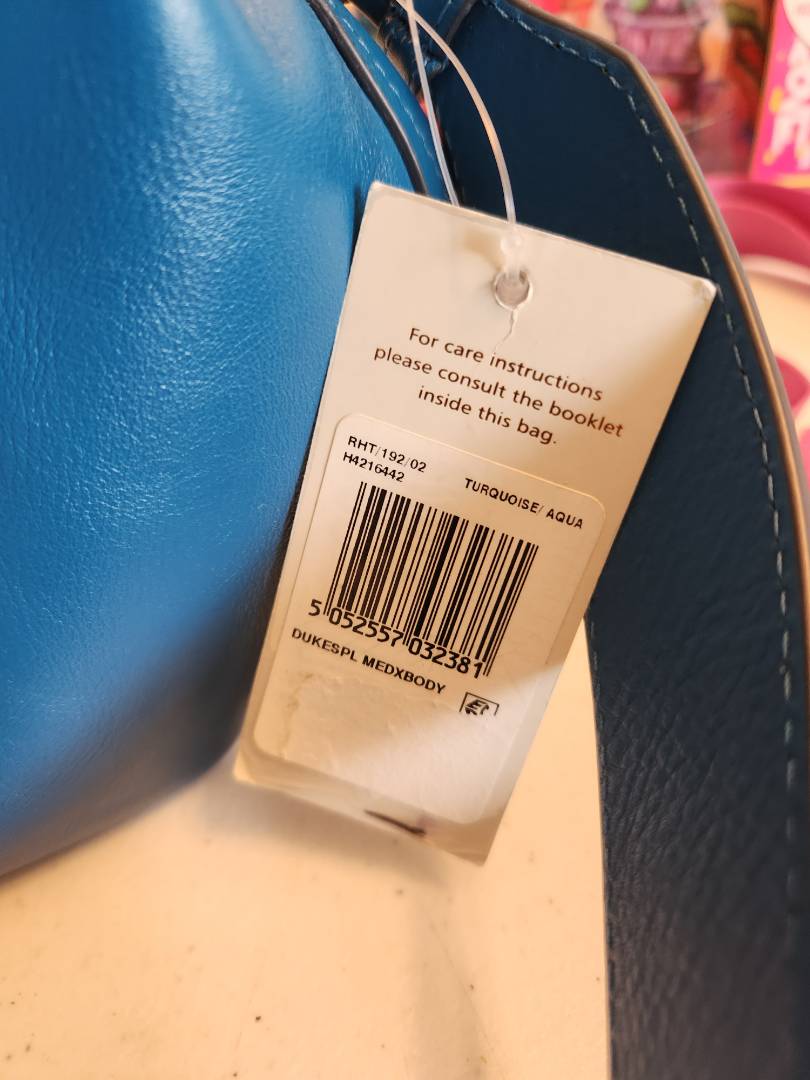 For care instructions
please consult the booklet
inside this bag.
RHT/192/02
H4216442
TURQUOISE/ AQUA
5 052557 032381
DUKESPL MEDXBODY